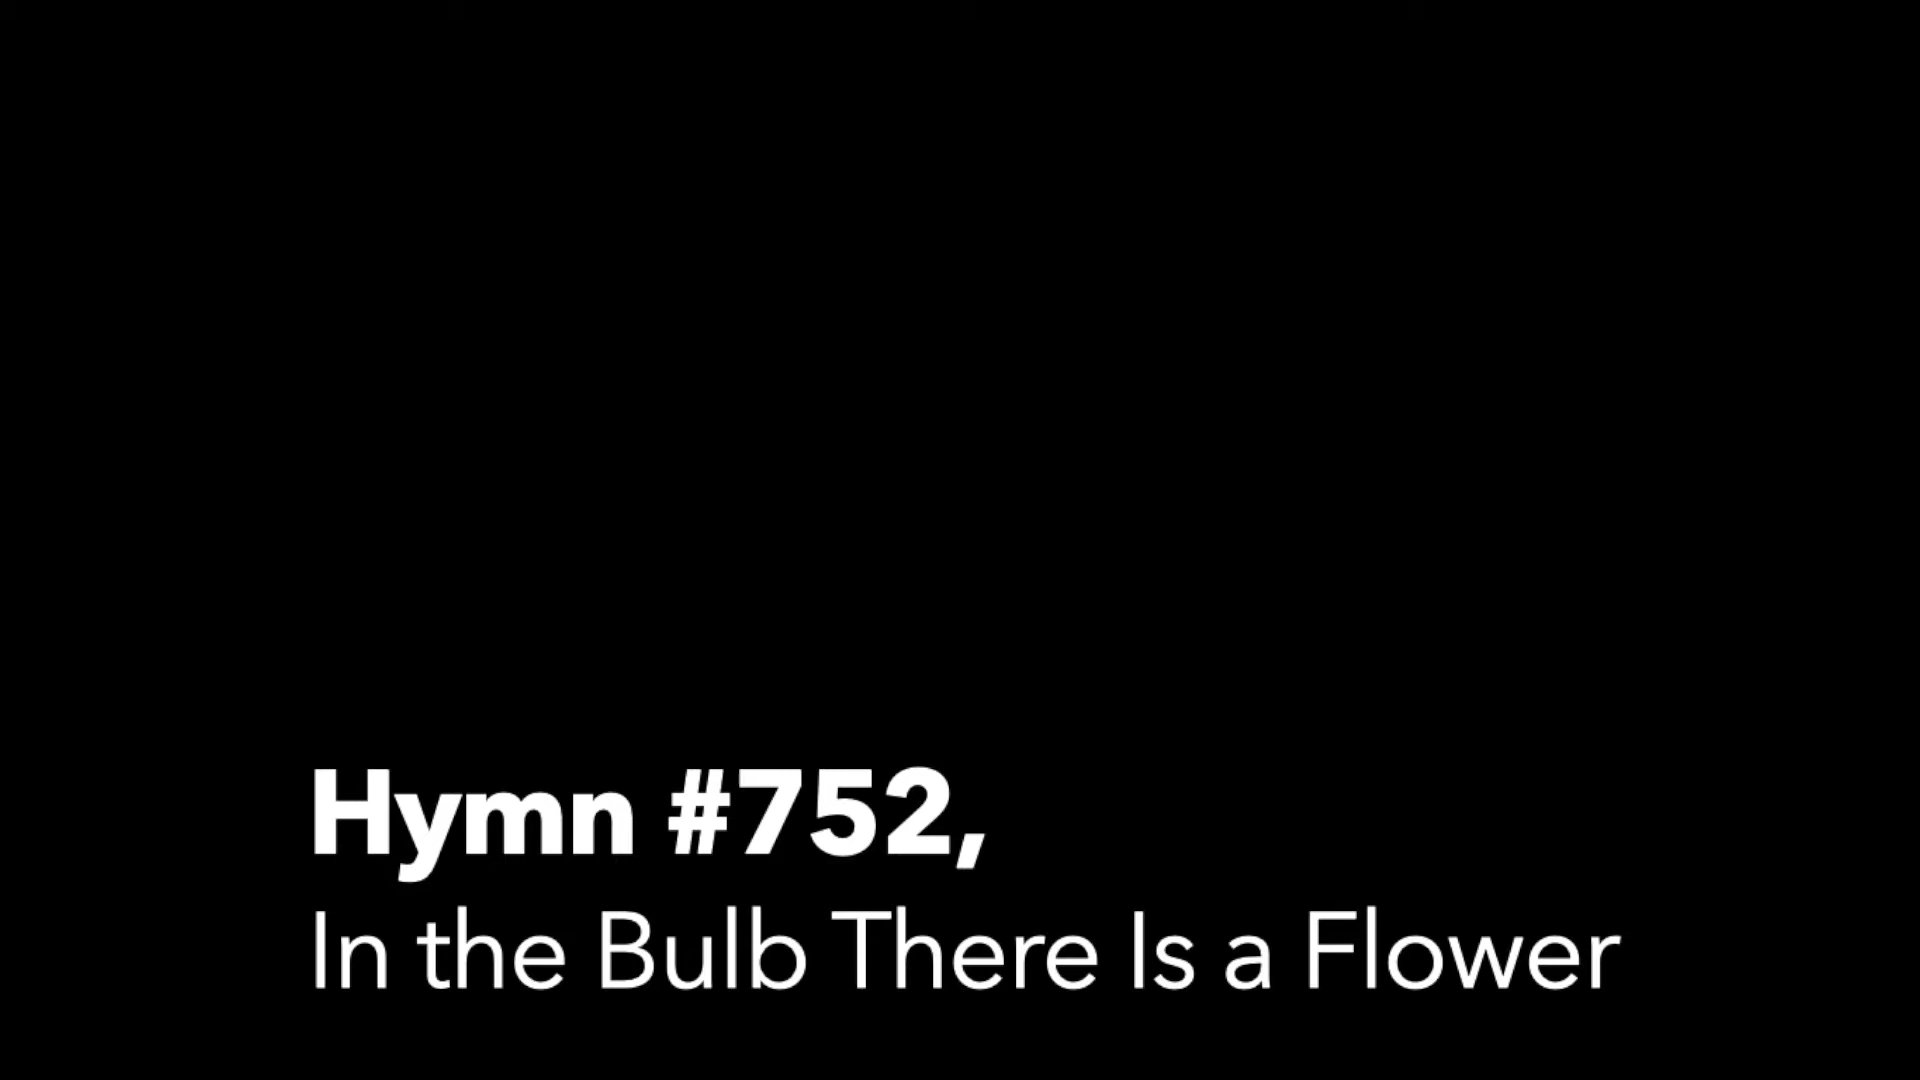 Hymn #752,
In the Bulb There Is a Flower